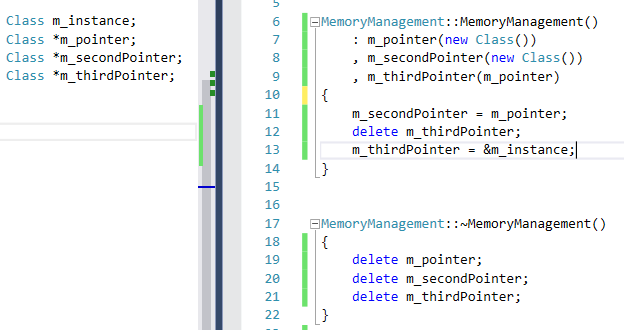 Class m_instance;
Class *m_pointer;
Class *m_secondPointer;
Class *m_thirdPointer;
5
6 MemoryManagement::MemoryManagement()
7 : m_pointer(new Class())
8 , m_secondPointer(new Class())
9 , m_thirdPointer(m_pointer)
10 {
11 m_secondPointer = m_pointer;
12 delete m_thirdPointer;
13 m_thirdPointer = &m_instance;
14 }
15
16
17 MemoryManagement::~MemoryManagement()
18 {
19 delete m_pointer;
20 delete m_secondPointer;
21 delete m_thirdPointer;
22 }